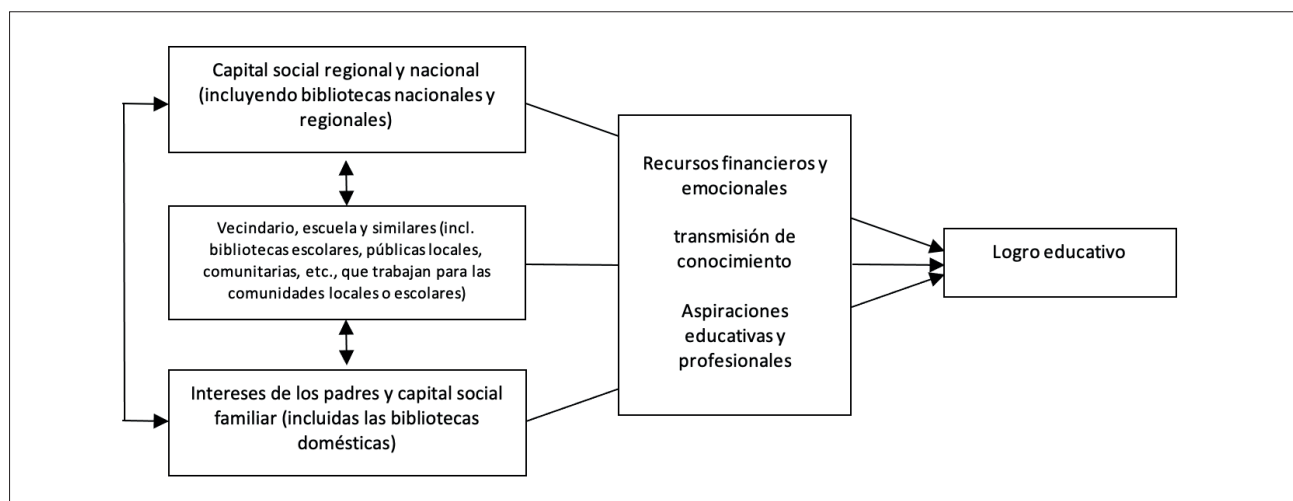 Capital social regional y nacional
(incluyendo bibliotecas nacionales y
regionales)
Vecindario, escuela y similares (incl.
bibliotecas escolares, públicas locales,
comunitarias, etc., que trabajan para las
comunidades locales o escolares)
Intereses de los padres y capital social
familiar (incluidas las bibliotecas
domésticas)
Recursos financieros y
emocionales
transmisión de
conocimiento
Aspiraciones
educativas y
profesionales
Logro educativo